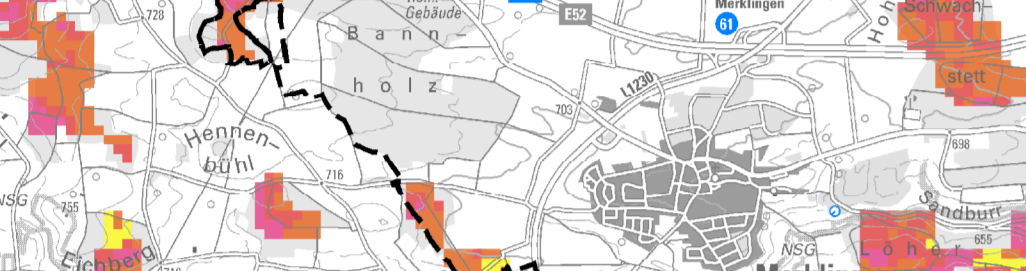 728
Gebäude
Bann-
holz
E52
Merklingen
61
Hoh
Schwach-
stett
L1230
703
Hennen-
bühl
716
698
NSG
755
Eichberg
Sandburr
655
NSG
Löher